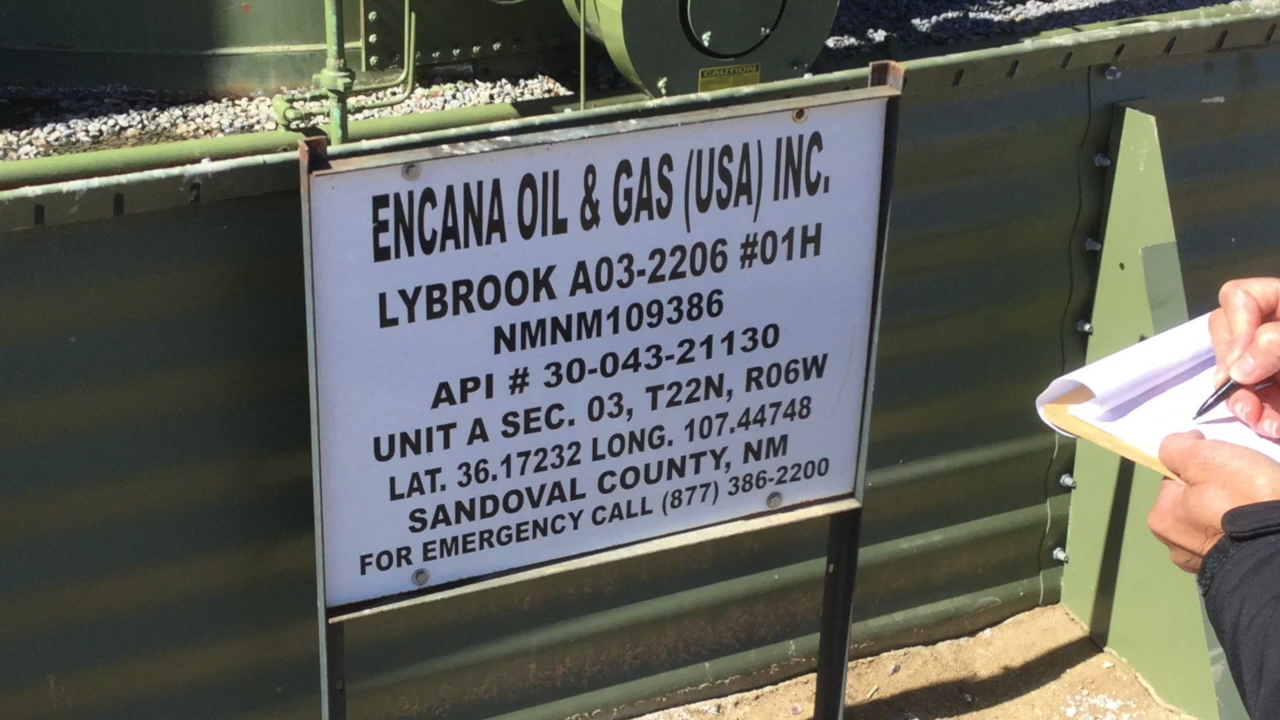 CAUTION
ENCANA OIL & GAS (USA) INC.
LYBROOK A03-2206 #01H
NMNM109386
API # 30-043-21130
UNIT A SEC. 03, T22N, R06W
LAT. 36.17232 LONG. 107.44748
SANDOVAL COUNTY, NM
FOR EMERGENCY CALL (877) 386-2200